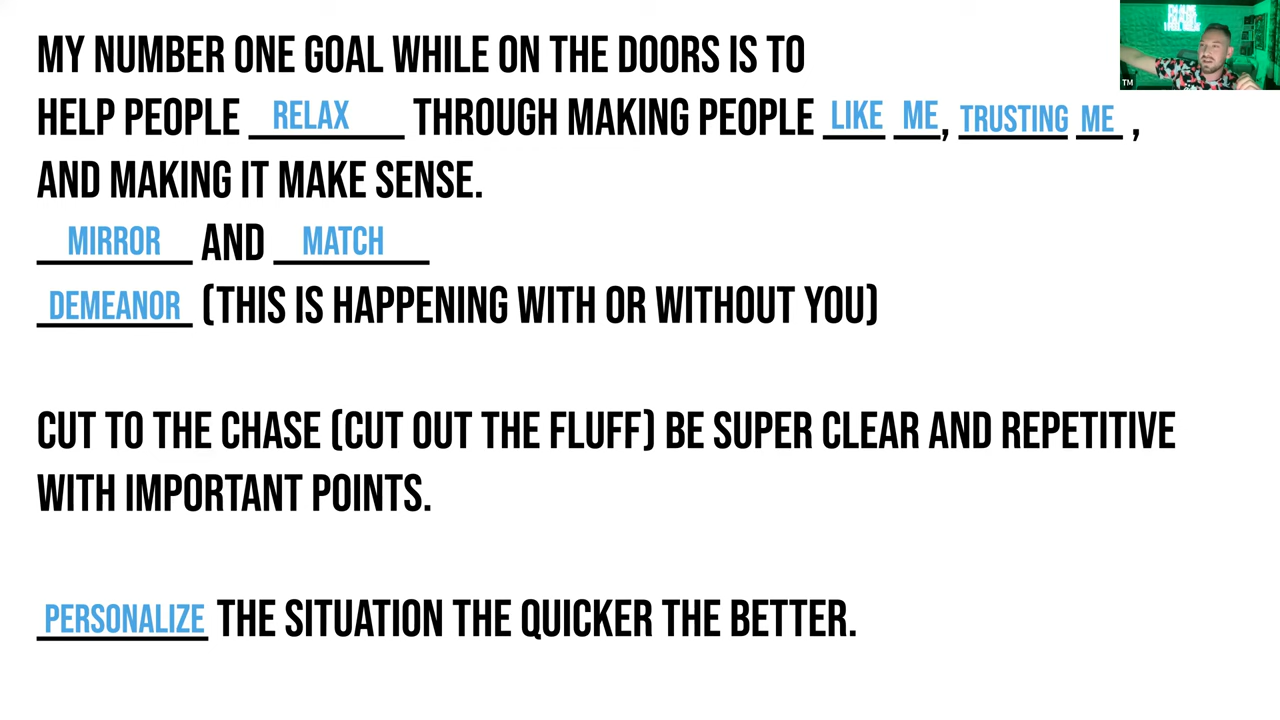 MY NUMBER ONE GOAL WHILE ON THE DOORS IS TO
HELP PEOPLE RELAX THROUGH MAKING PEOPLE LIKE ME, TRUSTING ME ,
AND MAKING IT MAKE SENSE.
MIRROR AND MATCH
DEMEANOR (THIS IS HAPPENING WITH OR WITHOUT YOU)
CUT TO THE CHASE (CUT OUT THE FLUFF) BE SUPER CLEAR AND REPETITIVE
WITH IMPORTANT POINTS.
PERSONALIZE THE SITUATION THE QUICKER THE BETTER.
TM